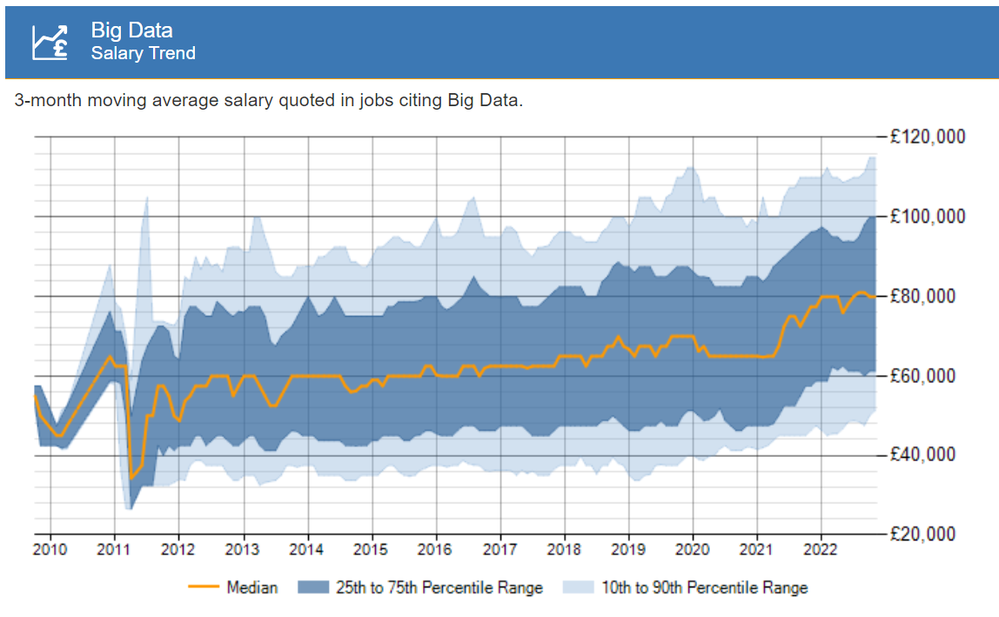 Big Data
Salary Trend
3-month moving average salary quoted in jobs citing Big Data.
£120,000
£100,000
£80,000
£60,000
£40,000
£20,000
2010 2011 2012 2013 2014 2015 2016 2017 2018 2019 2020 2021 2022
Median 25th to 75th Percentile Range 10th to 90th Percentile Range